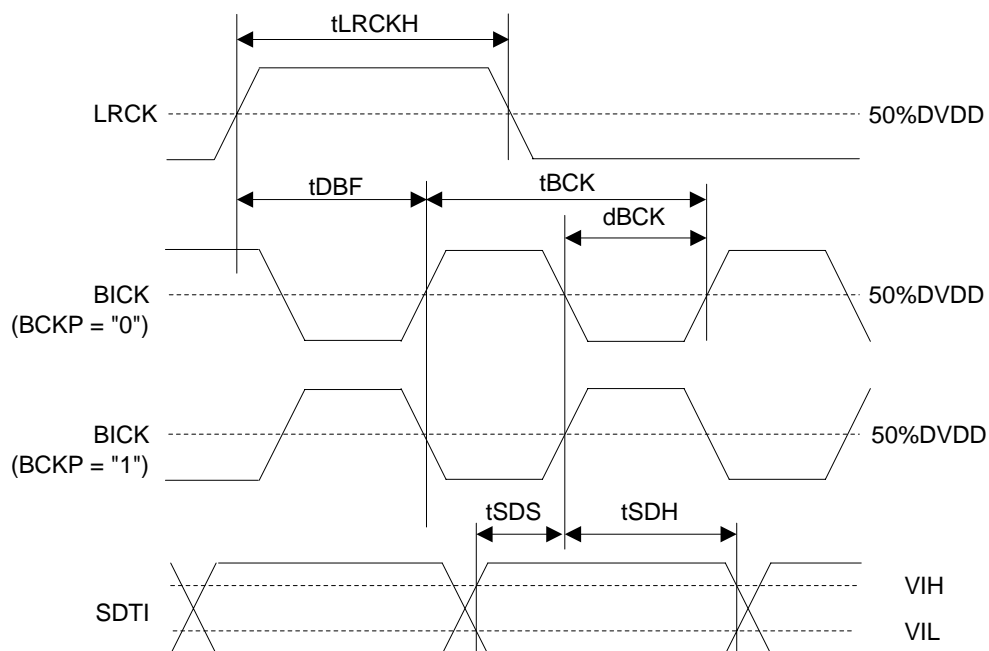 tLRCKH
LRCK
50%DVDD
tDBF
tBCK
dBCK
BICK
(BCKP = "0")
50%DVDD
BICK
(BCKP = "1")
50%DVDD
tSDS
tSDH
SDTI
VIH
VIL